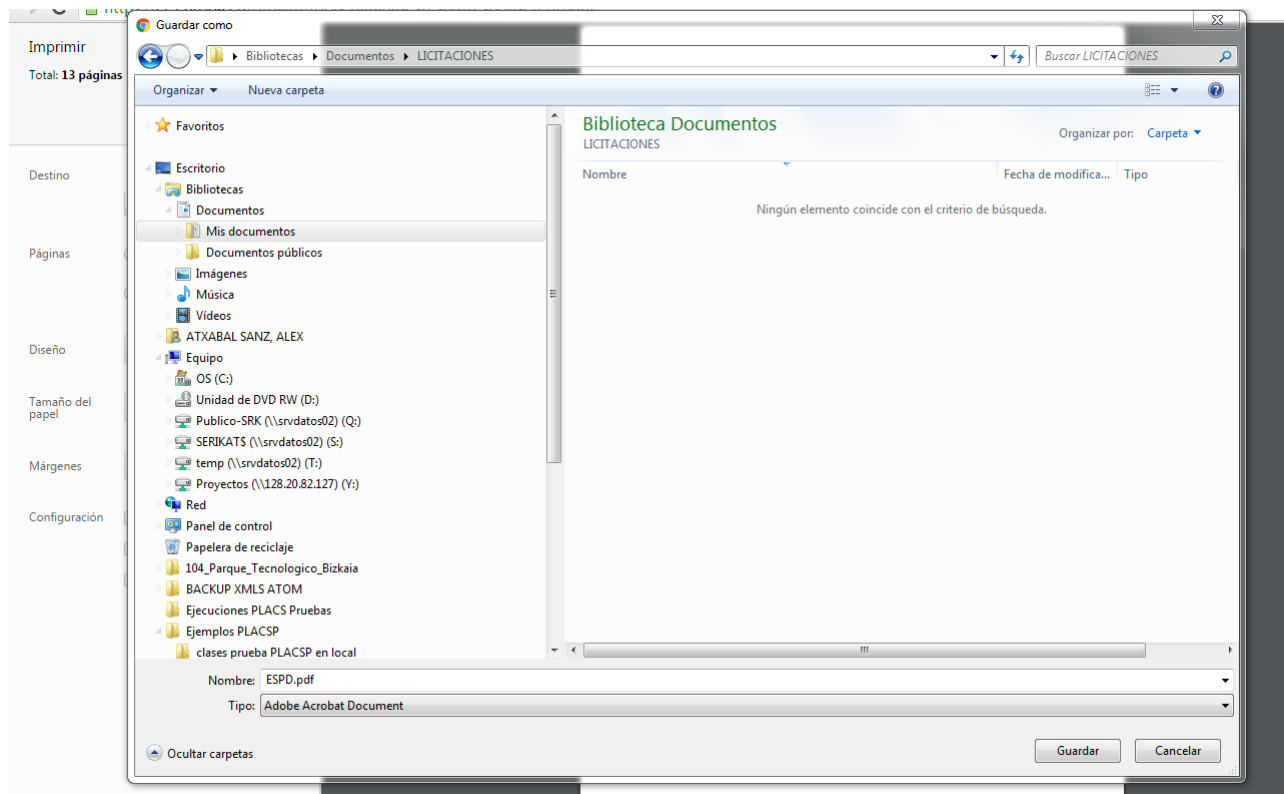 Guardar como
Imprimir
Total: 13 páginas
Bibliotecas Documentos LICITACIONES
Buscar LICITACIONES
Organizar Nueva carpeta
Favoritos
Escritorio
Bibliotecas
Documentos
Mis documentos
Documentos públicos
Imágenes
Música
Vídeos
ATXABAL SANZ, ALEX
Equipo
OS (C:)
Unidad de DVD RW (D:)
Publico-SRK (\\srvdatos02) (Q:)
SERIKAT$ (\\srvdatos02) (S:)
temp (\\srvdatos02) (T:)
Proyectos (\\128.20.82.127) (Y:)
Red
Panel de control
Papelera de reciclaje
104_Parque_Tecnologico_Bizkaia
BACKUP XMLS ATOM
Ejecuciones PLACS Pruebas
Ejemplos PLACSP
clases prueba PLACSP en local
Biblioteca Documentos
LICITACIONES
Organizar por: Carpeta
Nombre Fecha de modifica... Tipo
Ningún elemento coincide con el criterio de búsqueda.
Destino
Páginas
Diseño
Tamaño del
papel
Márgenes
Configuración
Nombre: ESPD.pdf
Tipo: Adobe Acrobat Document
Ocultar carpetas
Guardar Cancelar